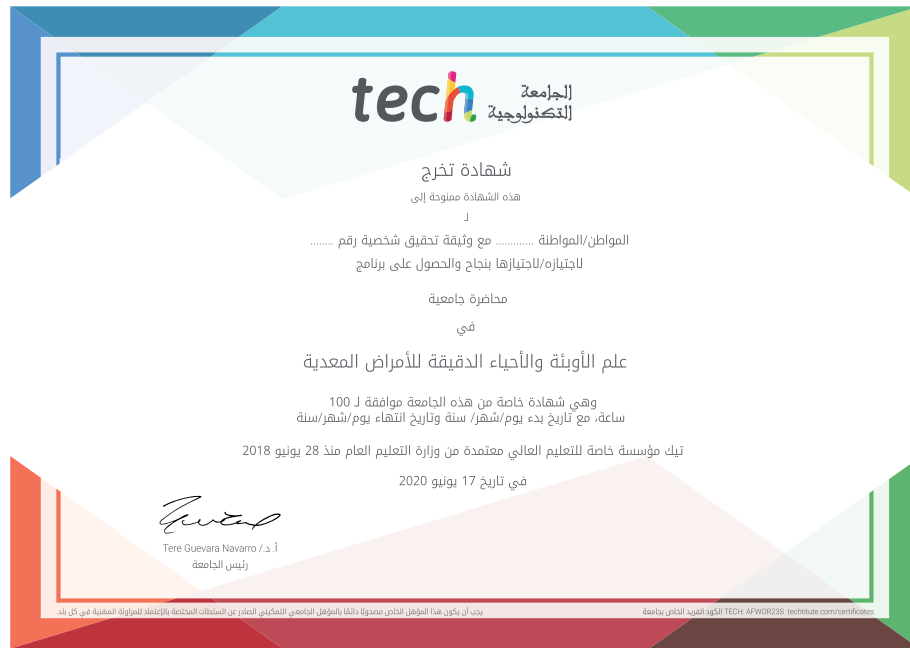 tech الجامعة
التكنولوجية
شهادة تخرج
هذه الشهادة ممنوحة إلى
لـ
المواطن/المواطنة ............ مع وثيقة تحقيق شخصية رقم ........
لاجتيازه/لاجتيازها بنجاح والحصول على برنامج
محاضرة جامعية
في
علم الأوبئة والأحياء الدقيقة للأمراض المعدية
وهي شهادة خاصة من هذه الجامعة موافقة لـ 100
ساعة، مع تاريخ بدء يوم/شهر/ سنة وتاريخ انتهاء يوم/شهر/سنة
تيك مؤسسة خاصة للتعليم العالي معتمدة من وزارة التعليم العام منذ 28 يونيو 2018
في تاريخ 17 يونيو 2020
أ. د./ Tere Guevara Navarro
رئيس الجامعة
يجب أن يكون هذا المؤهل الخاص مصحوبًا دائمًا بالمؤهل الجامعي التمكيني الصادر عن السلطات المختصة بالإعتماد للمزاولة المهنية في كل بلد.
الكود الفريد الخاص بجامعة TECH: AFWOR23S techtitute.com/certificates